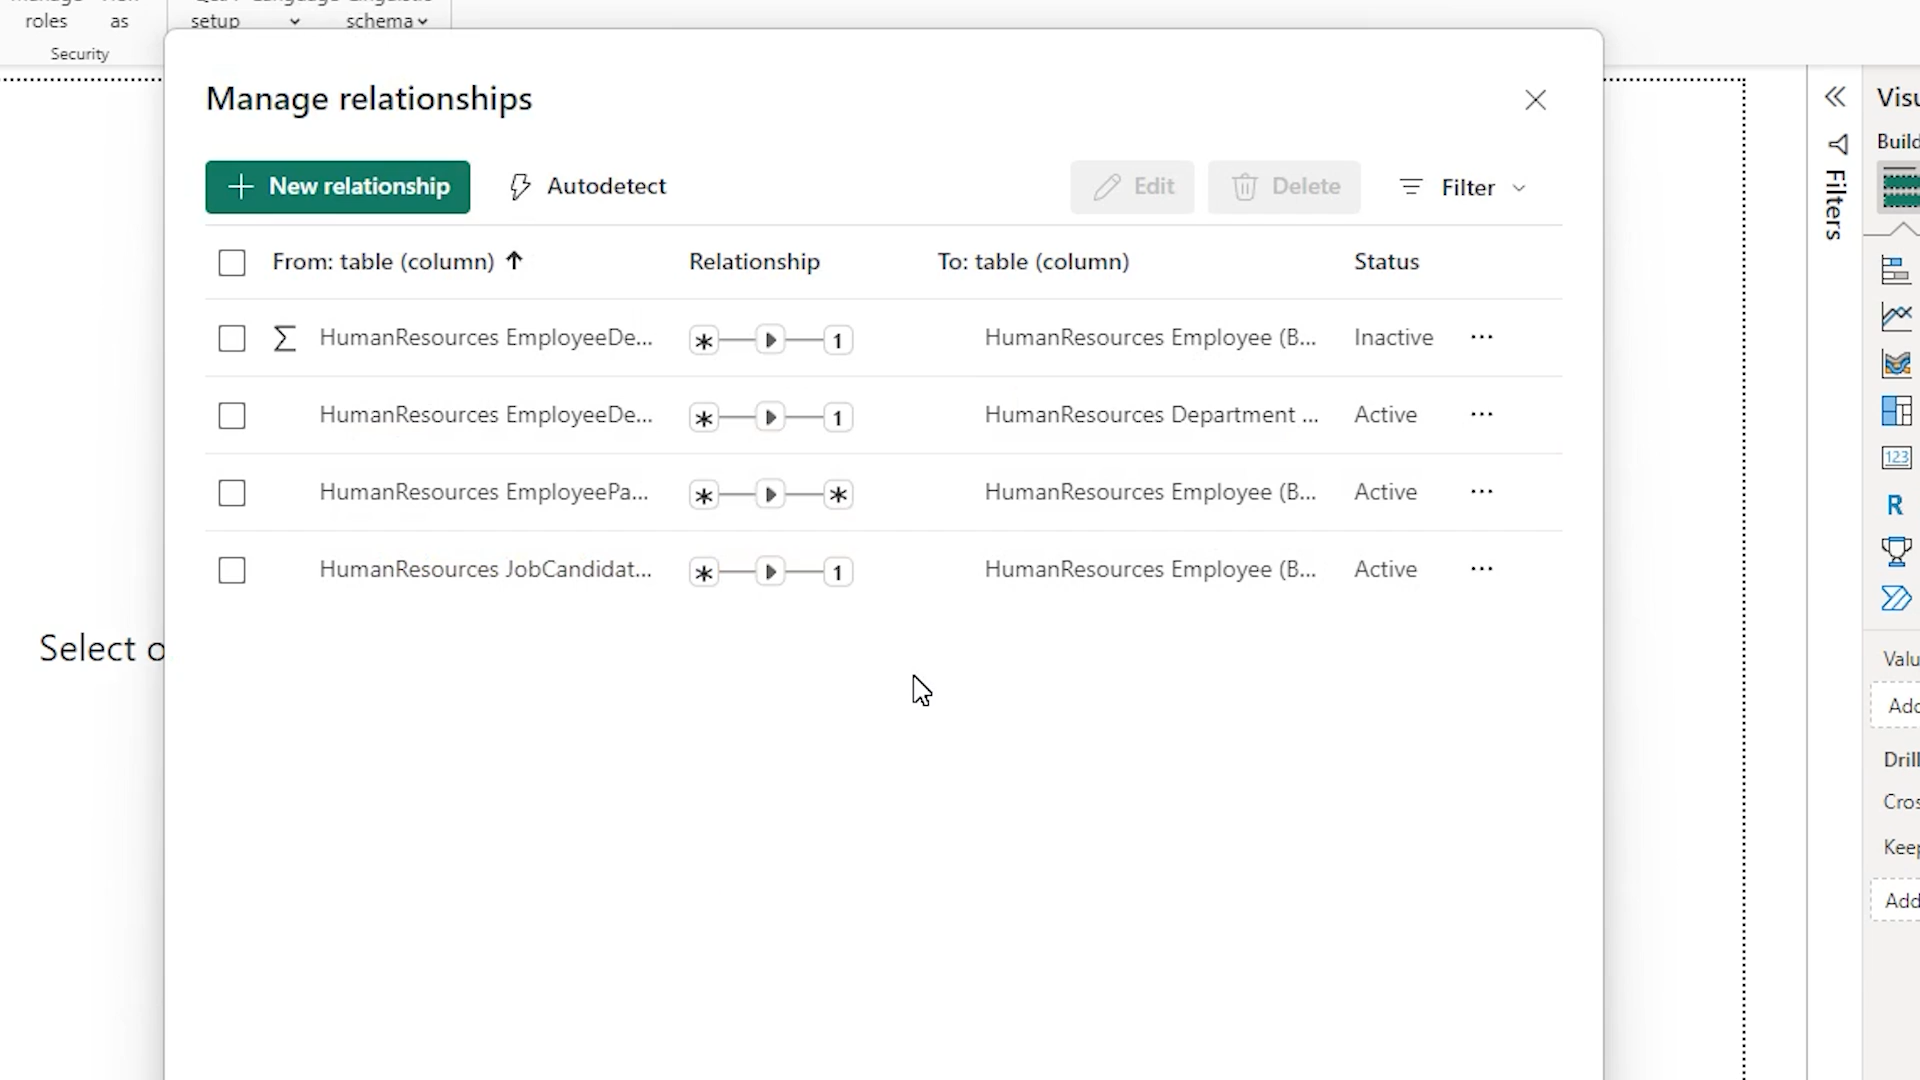 roles as setup schema
Security
Manage relationships
New relationship Autodetect Edit Delete Filter
From: table (column) Relationship To: table (column) Status
HumanResources EmployeeDe... * 1 HumanResources Employee (B... Inactive ...
HumanResources EmployeeDe... * 1 HumanResources Department ... Active ...
HumanResources EmployeePa... * * HumanResources Employee (B... Active ...
HumanResources JobCandidat... * 1 HumanResources Employee (B... Active ...
Select o
Filters
Visu
Build
123
R
Valu
Add
Drill
Cros
Keep
Add